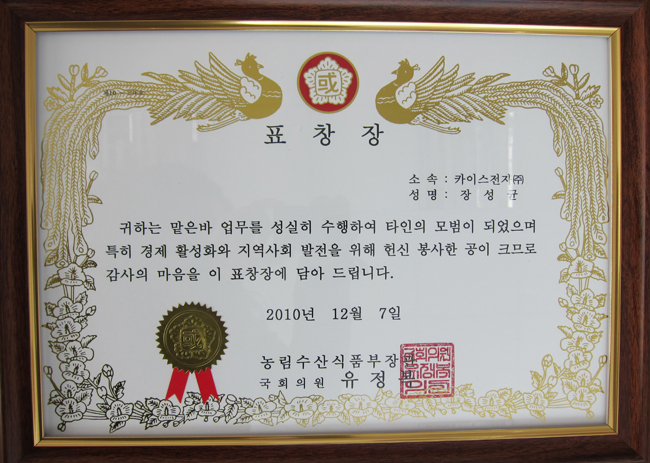 國
표 창 장
소 속 : 카이스전자㈜
성 명 : 장 성 균
귀하는 맡은바 업무를 성실히 수행하여 타인의 모범이 되었으며
특히 경제 활성화와 지역사회 발전을 위해 헌신 봉사한 공이 크므로
감사의 마음을 이 표창장에 담아 드립니다.
2010년 12월 7일
농림수산식품부장관
국회의원 유정복